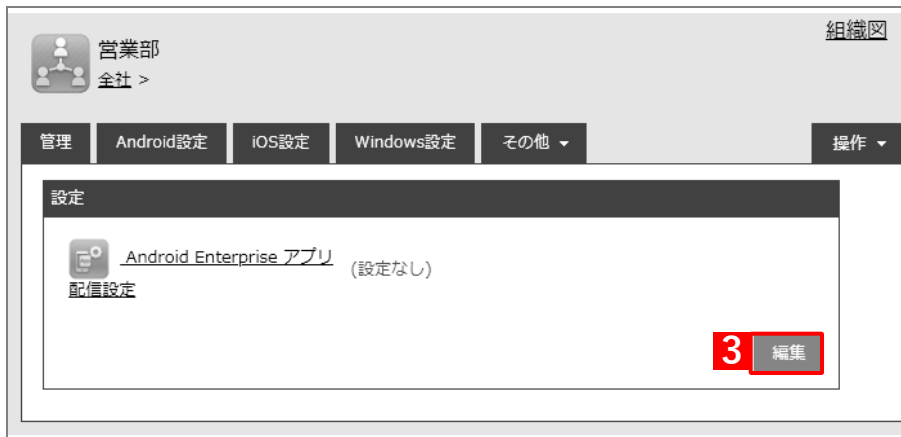 組織図
営業部
全社 >
管理 Android設定 iOS設定 Windows設定 その他 ▼ 操作 ▼
設定
Android Enterprise アプリ
配信設定
(設定なし)
3 編集